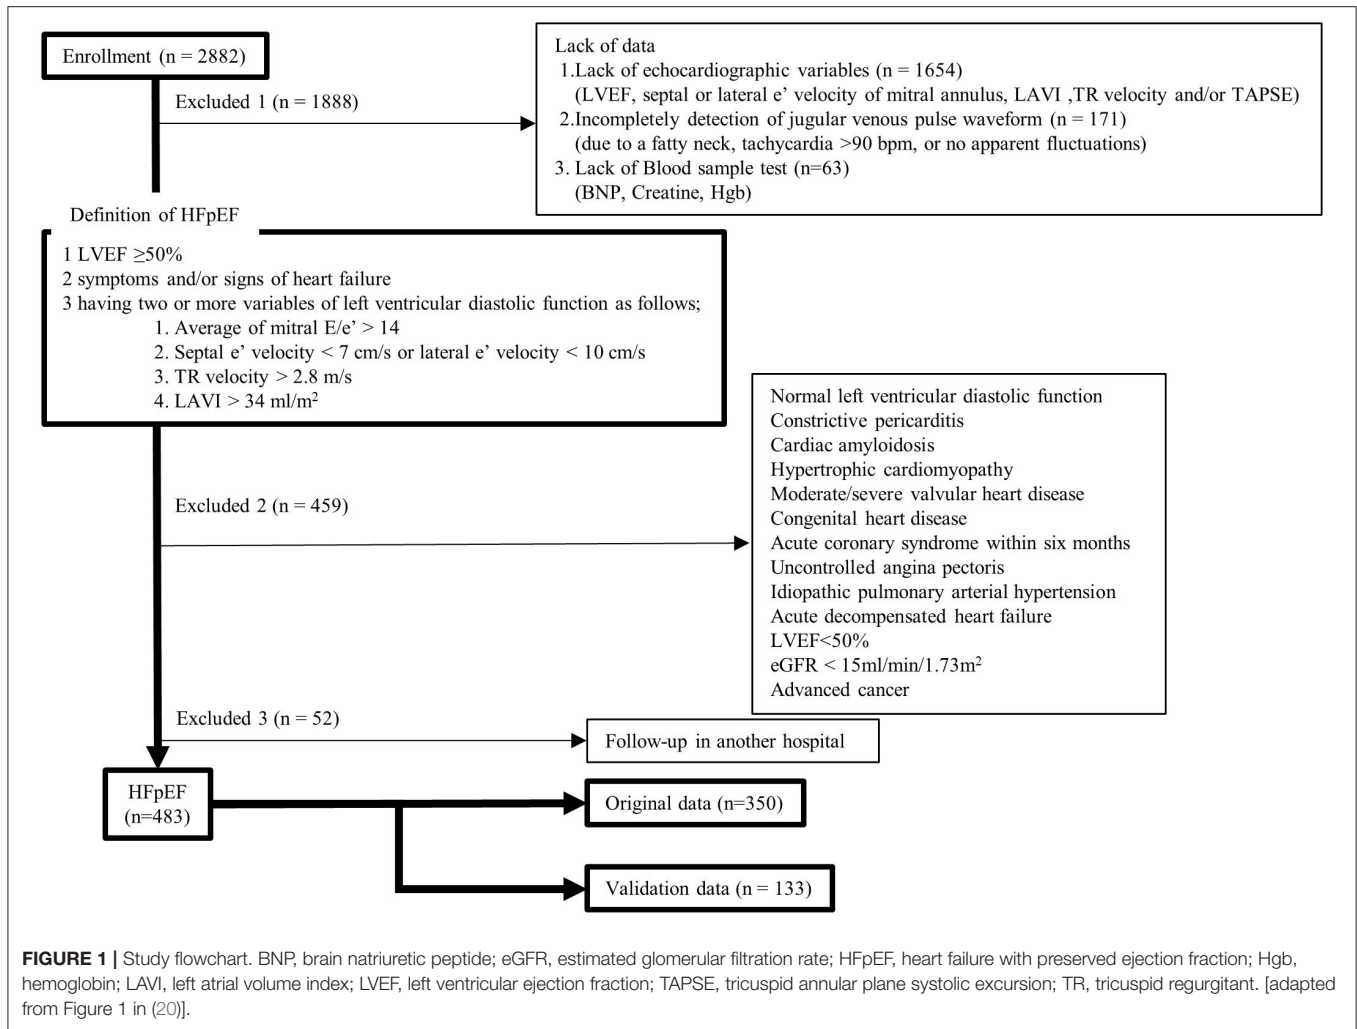 Enrollment (n = 2882)
Excluded 1 (n = 1888)
Lack of data
1.Lack of echocardiographic variables (n = 1654)
(LVEF, septal or lateral e' velocity of mitral annulus, LAVI ,TR velocity and/or TAPSE)
2.Incompletely detection of jugular venous pulse waveform (n = 171)
(due to a fatty neck, tachycardia >90 bpm, or no apparent fluctuations)
3. Lack of Blood sample test (n=63)
(BNP, Creatine, Hgb)
Definition of HFpEF
1 LVEF ≥50%
2 symptoms and/or signs of heart failure
3 having two or more variables of left ventricular diastolic function as follows;
1. Average of mitral E/e' > 14
2. Septal e' velocity < 7 cm/s or lateral e' velocity < 10 cm/s
3. TR velocity > 2.8 m/s
4. LAVI > 34 ml/m²
Excluded 2 (n = 459)
Normal left ventricular diastolic function
Constrictive pericarditis
Cardiac amyloidosis
Hypertrophic cardiomyopathy
Moderate/severe valvular heart disease
Congenital heart disease
Acute coronary syndrome within six months
Uncontrolled angina pectoris
Idiopathic pulmonary arterial hypertension
Acute decompensated heart failure
LVEF<50%
eGFR < 15ml/min/1.73m²
Advanced cancer
Excluded 3 (n = 52)
Follow-up in another hospital
HFpEF
(n=483)
Original data (n=350)
Validation data (n = 133)
FIGURE 1 | Study flowchart. BNP, brain natriuretic peptide; eGFR, estimated glomerular filtration rate; HFpEF, heart failure with preserved ejection fraction; Hgb,
hemoglobin; LAVI, left atrial volume index; LVEF, left ventricular ejection fraction; TAPSE, tricuspid annular plane systolic excursion; TR, tricuspid regurgitant. [adapted
from Figure 1 in (20)].